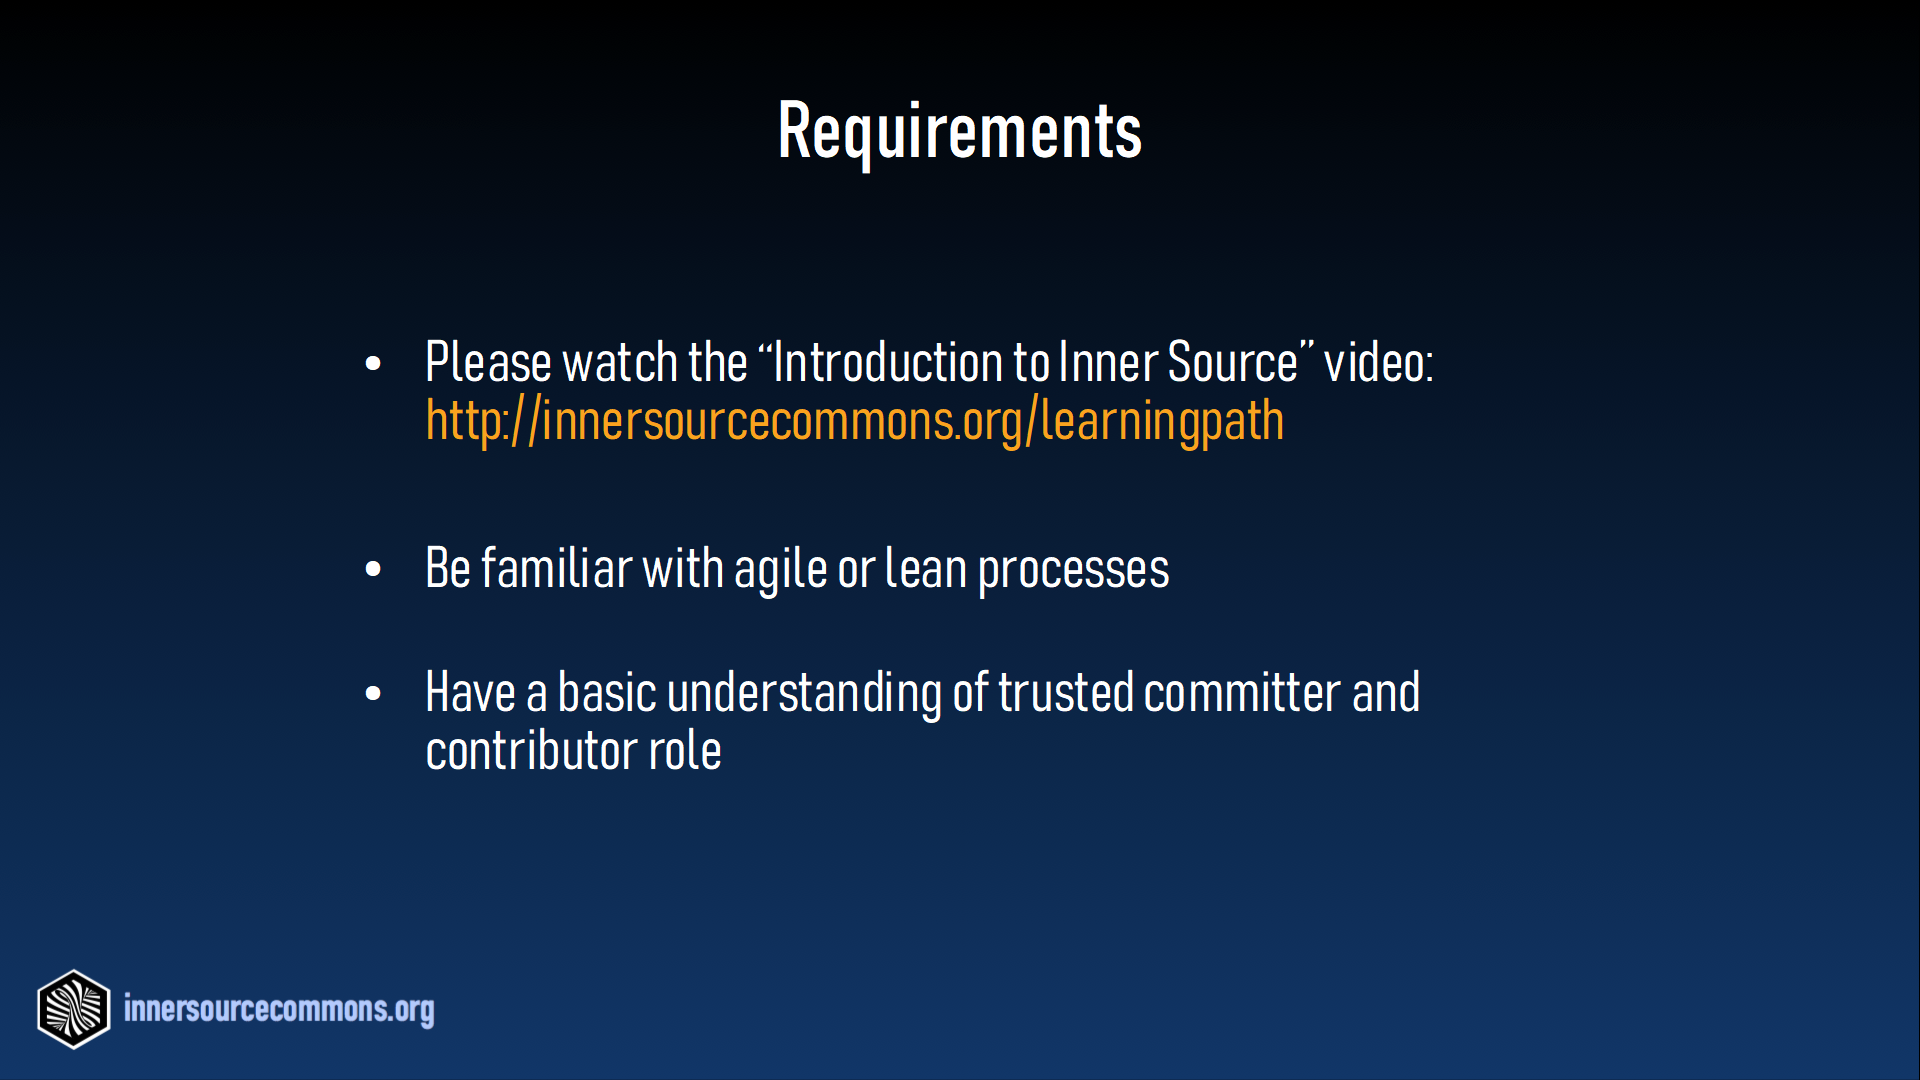 Requirements
• Please watch the “Introduction to Inner Source” video:
http://innersourcecommons.org/learningpath
• Be familiar with agile or lean processes
• Have a basic understanding of trusted committer and
contributor role
innersourcecommons.org